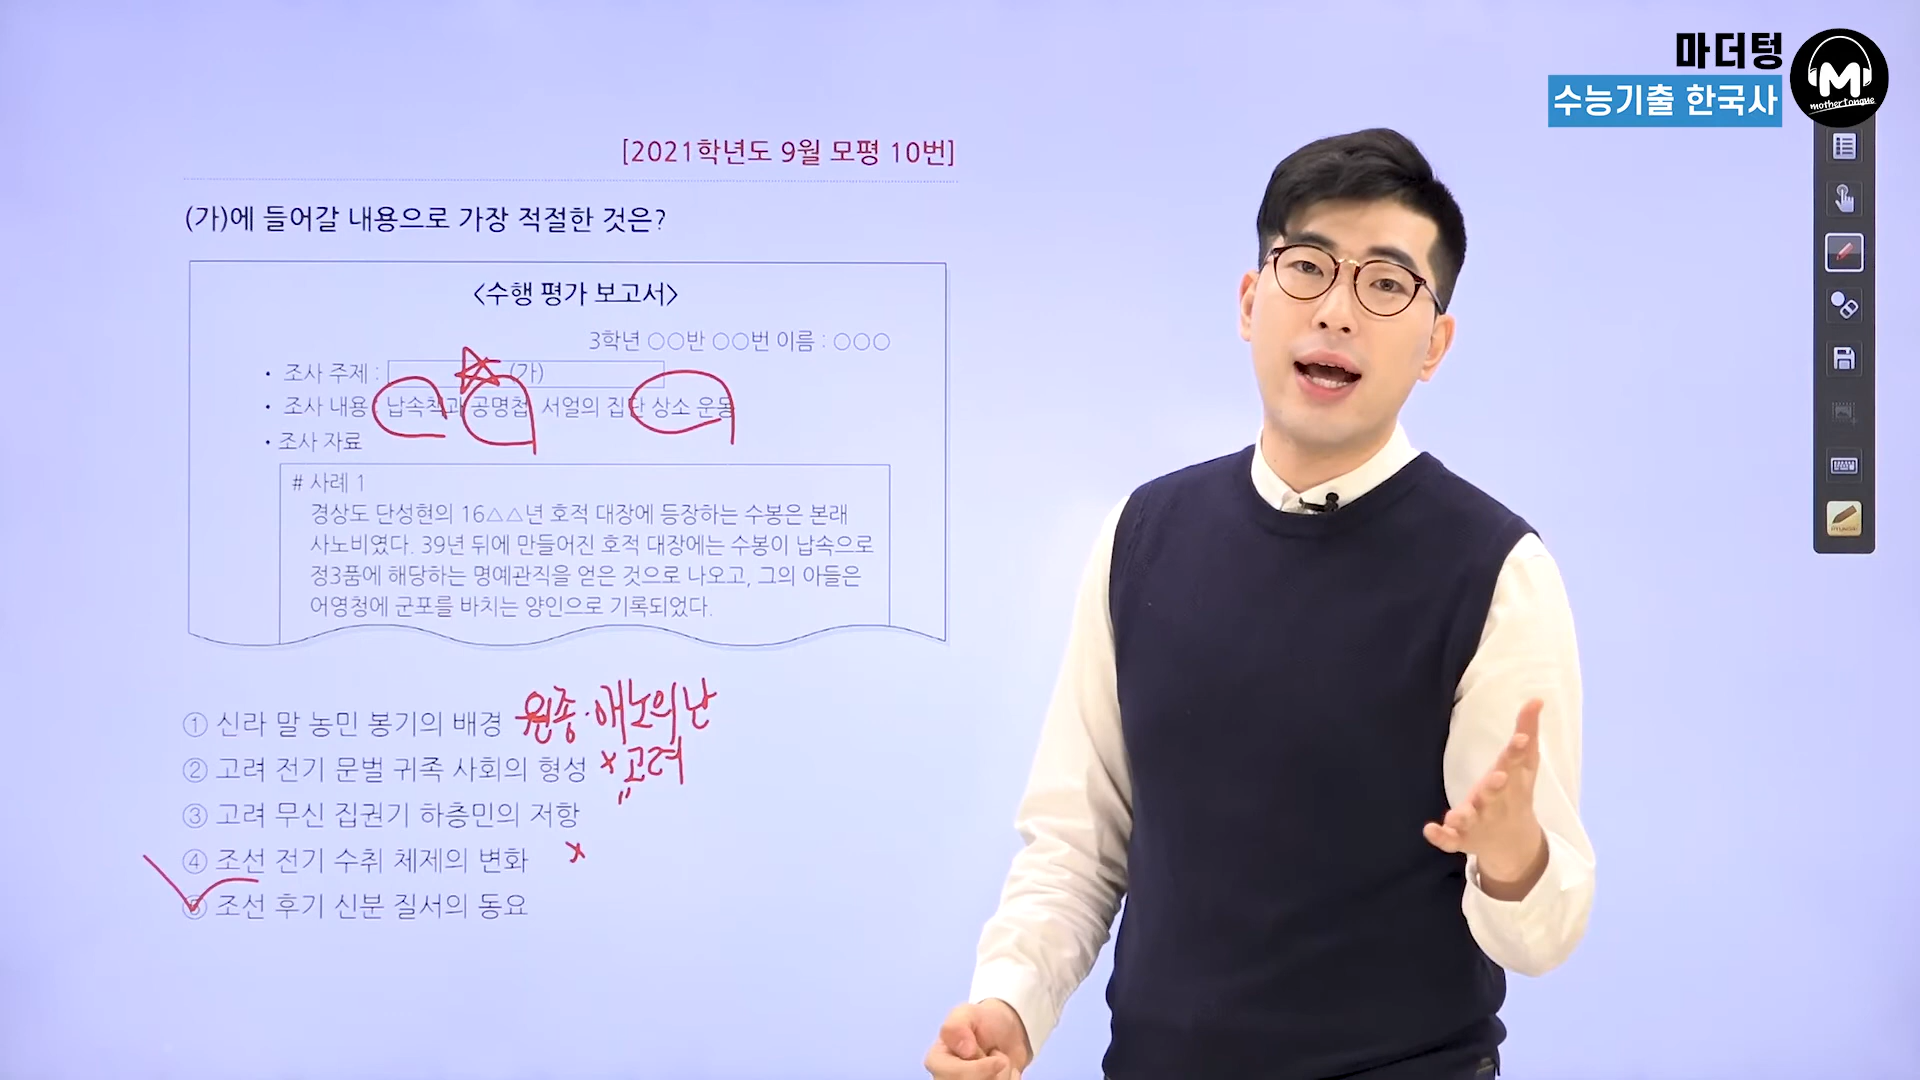 마더텅
수능기출 한국사
M
mothertongue
[2021학년도 9월 모평 10번]
(가)에 들어갈 내용으로 가장 적절한 것은?
<수행 평가 보고서>
3학년 ○○반 ○○번 이름 : ○○○
• 조사 주제 : (가)
• 조사 내용 : 납속책과 공명첩, 서얼의 집단 상소 운동
• 조사 자료
# 사례 1
경상도 단성현의 16△△년 호적 대장에 등장하는 수봉은 본래
사노비였다. 39년 뒤에 만들어진 호적 대장에는 수봉이 납속으로
정3품에 해당하는 명예관직을 얻은 것으로 나오고, 그의 아들은
어영청에 군포를 바치는 양인으로 기록되었다.
① 신라 말 농민 봉기의 배경 원종·애노의 난
② 고려 전기 문벌 귀족 사회의 형성 × 고려
③ 고려 무신 집권기 하층민의 저항 〃
④ 조선 전기 수취 체제의 변화 ×
⑤ 조선 후기 신분 질서의 동요